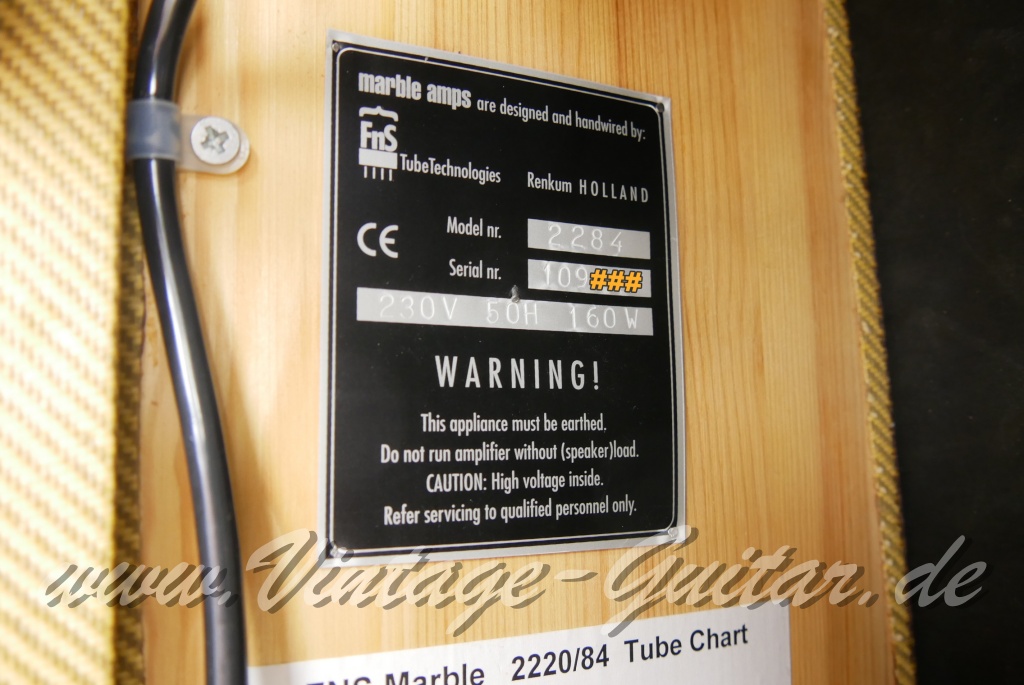 marble amps are designed and handwired by:
FnS
TubeTechnologies Renkum HOLLAND
CE Model nr. 2284
Serial nr. 109###
230V 50H 160W
WARNING!
This appliance must be earthed.
Do not run amplifier without (speaker)load.
CAUTION: High voltage inside.
Refer servicing to qualified personnel only.
www.Vintage-Guitar.de
FNS Marble 2220/84 Tube Chart